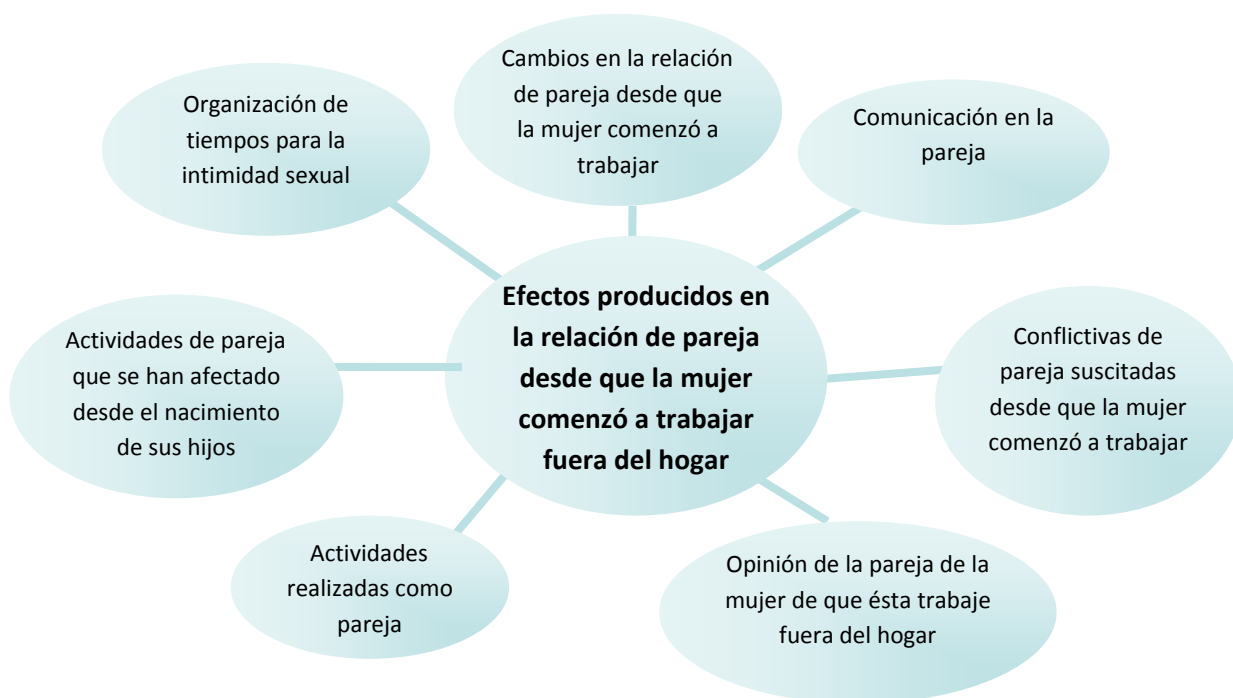 Cambios en la relación
de pareja desde que
la mujer comenzó a
trabajar
Organización de
tiempos para la
intimidad sexual
Comunicación en la
pareja
Efectos producidos en
la relación de pareja
desde que la mujer
comenzó a trabajar
fuera del hogar
Actividades de pareja
que se han afectado
desde el nacimiento
de sus hijos
Conflictivas de
pareja suscitadas
desde que la mujer
comenzó a trabajar
Actividades
realizadas como
pareja
Opinión de la pareja de la
mujer de que ésta trabaje
fuera del hogar